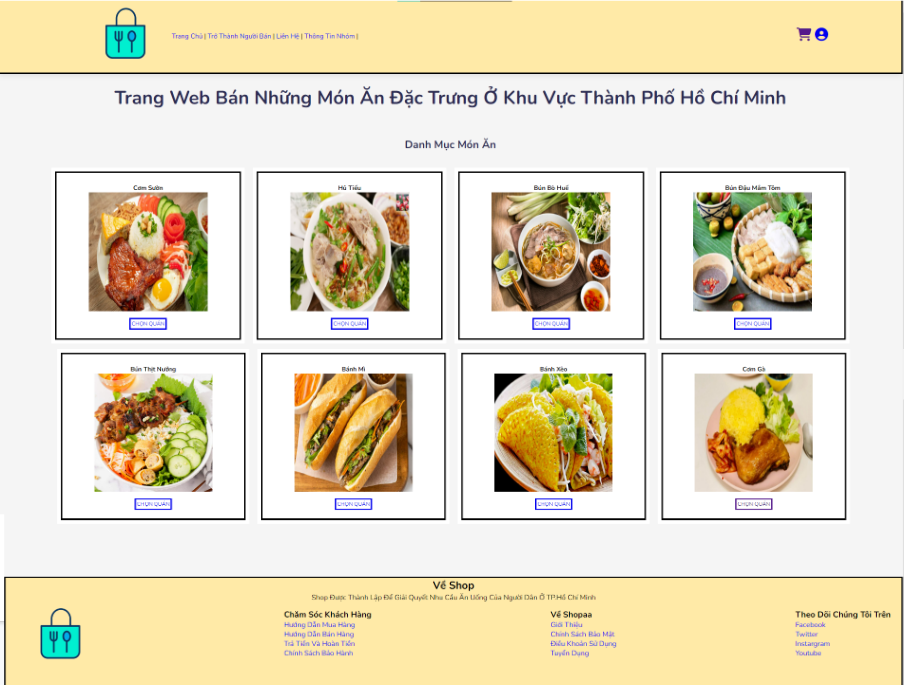 Trang Chủ | Trở Thành Người Bán | Liên Hệ | Thông Tin Nhóm |
Trang Web Bán Những Món Ăn Đặc Trưng Ở Khu Vực Thành Phố Hồ Chí Minh
Danh Mục Món Ăn
Cơm Sườn
Hủ Tiếu
Bún Bò Huế
Bún Đậu Mắm Tôm
CHỌN QUÁN
CHỌN QUÁN
CHỌN QUÁN
CHỌN QUÁN
Bún Thịt Nướng
Bánh Mì
Bánh Xèo
Cơm Gà
CHỌN QUÁN
CHỌN QUÁN
CHỌN QUÁN
CHỌN QUÁN
Về Shop
Shop Được Thành Lập Để Giải Quyết Nhu Cầu Ăn Uống Của Người Dân Ở TP.Hồ Chí Minh
Chăm Sóc Khách Hàng
Hướng Dẫn Mua Hàng
Hướng Dẫn Bán Hàng
Trả Tiền Và Hoàn Tiền
Chính Sách Bảo Hành
Về Shopaa
Giới Thiệu
Chính Sách Bảo Mật
Điều Khoản Sử Dụng
Tuyển Dụng
Theo Dõi Chúng Tôi Trên
Facebook
Twitter
Instargram
Youtube